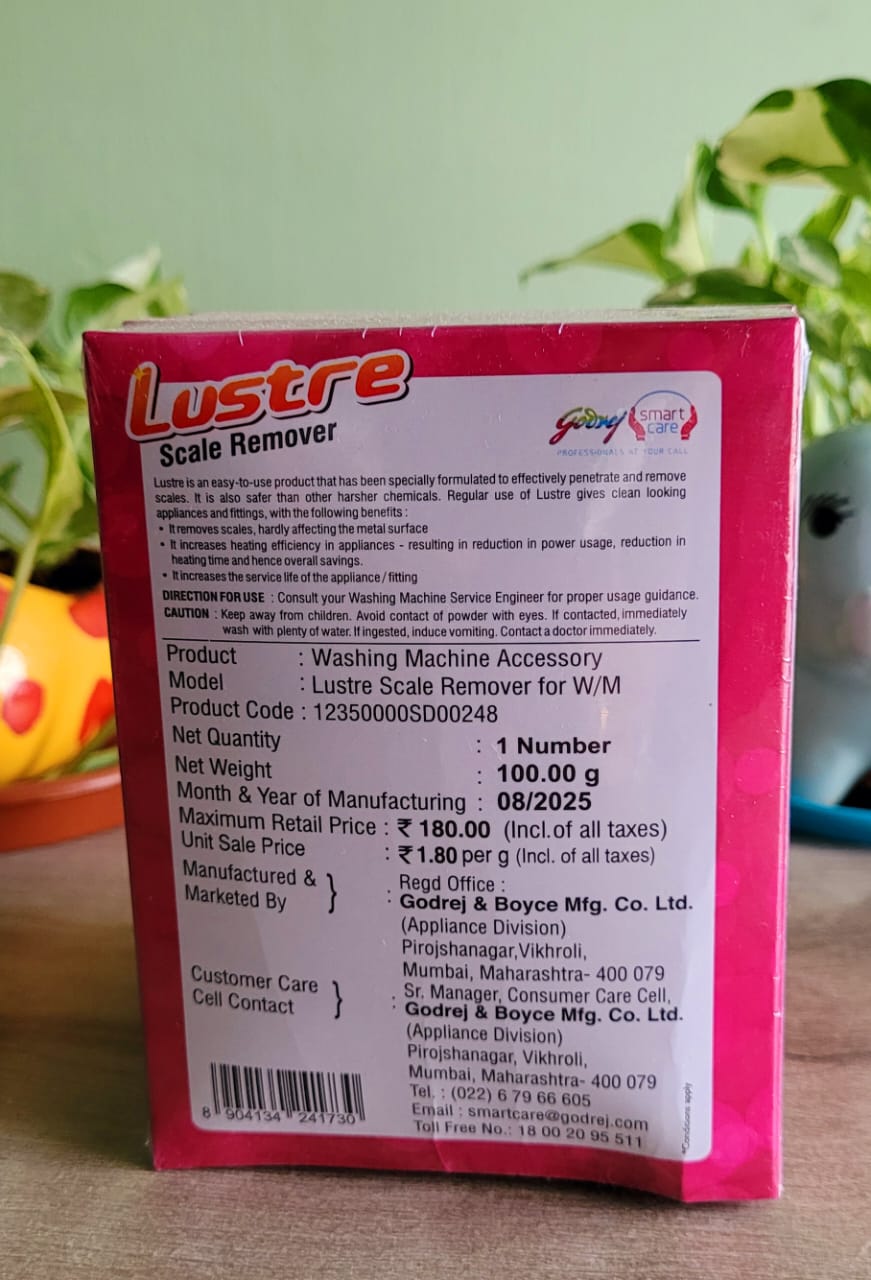 Lustre
Scale Remover
Godrej
smart
care
PROFESSIONALS AT YOUR CALL
Lustre is an easy-to-use product that has been specially formulated to effectively penetrate and remove
scales. It is also safer than other harsher chemicals. Regular use of Lustre gives clean looking
appliances and fittings, with the following benefits :
• It removes scales, hardly affecting the metal surface
• It increases heating efficiency in appliances - resulting in reduction in power usage, reduction in
heating time and hence overall savings.
• It increases the service life of the appliance / fitting
DIRECTION FOR USE : Consult your Washing Machine Service Engineer for proper usage guidance.
CAUTION : Keep away from children. Avoid contact of powder with eyes. If contacted, immediately
wash with plenty of water. If ingested, induce vomiting. Contact a doctor immediately.
Product : Washing Machine Accessory
Model : Lustre Scale Remover for W/M
Product Code : 12350000SD00248
Net Quantity : 1 Number
Net Weight : 100.00 g
Month & Year of Manufacturing : 08/2025
Maximum Retail Price : ₹ 180.00 (Incl.of all taxes)
Unit Sale Price : ₹ 1.80 per g (Incl. of all taxes)
Manufactured & Marketed By } : Regd Office :
Godrej & Boyce Mfg. Co. Ltd.
(Appliance Division)
Pirojshanagar,Vikhroli,
Mumbai, Maharashtra- 400 079
Customer Care Cell Contact } : Sr. Manager, Consumer Care Cell,
Godrej & Boyce Mfg. Co. Ltd.
(Appliance Division)
Pirojshanagar, Vikhroli,
Mumbai, Maharashtra- 400 079
Tel. : (022) 6 79 66 605
Email : smartcare@godrej.com
Toll Free No.: 18 00 20 95 511
8 904134 241730
*Conditions apply